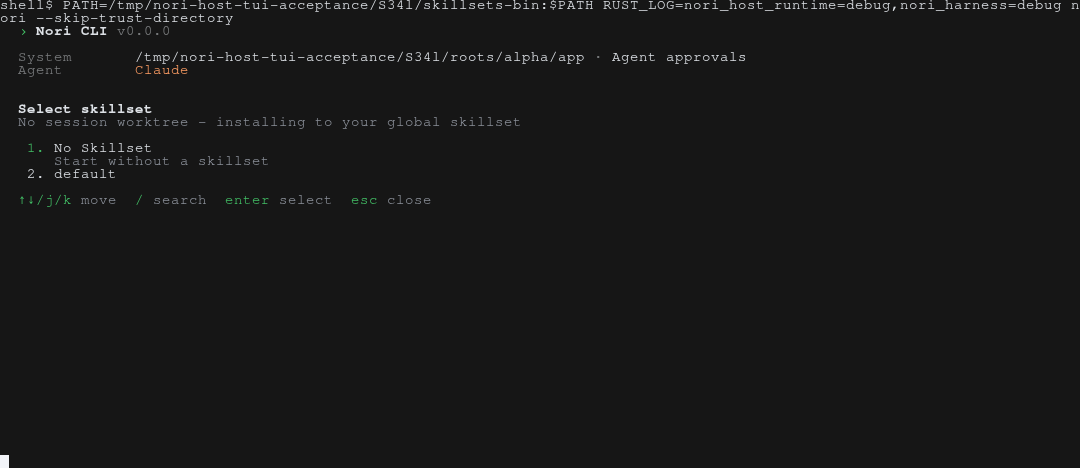 shell$ PATH=/tmp/nori-host-tui-acceptance/S34l/skillsets-bin:$PATH RUST_LOG=nori_host_runtime=debug,nori_harness=debug n
ori --skip-trust-directory
› Nori CLI v0.0.0
System /tmp/nori-host-tui-acceptance/S34l/roots/alpha/app · Agent approvals
Agent Claude
Select skillset
No session worktree – installing to your global skillset
1. No Skillset
Start without a skillset
2. default
↑↓/j/k move / search enter select esc close